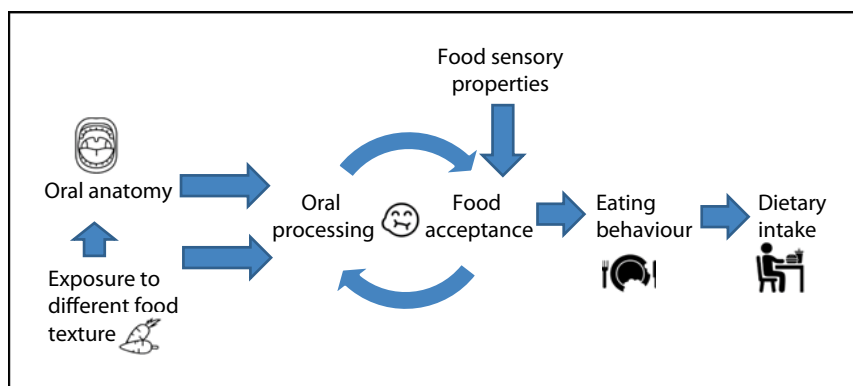 Food sensory
properties
Oral anatomy
Exposure to
different food
texture
Oral
processing
Food
acceptance
Eating
behaviour
Dietary
intake